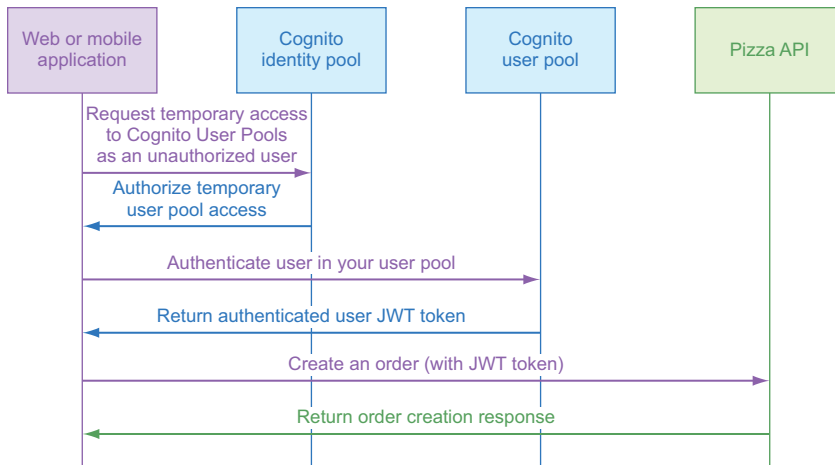 Web or mobile
application
Cognito
identity pool
Cognito
user pool
Pizza API
Request temporary access
to Cognito User Pools
as an unauthorized user
Authorize temporary
user pool access
Authenticate user in your user pool
Return authenticated user JWT token
Create an order (with JWT token)
Return order creation response